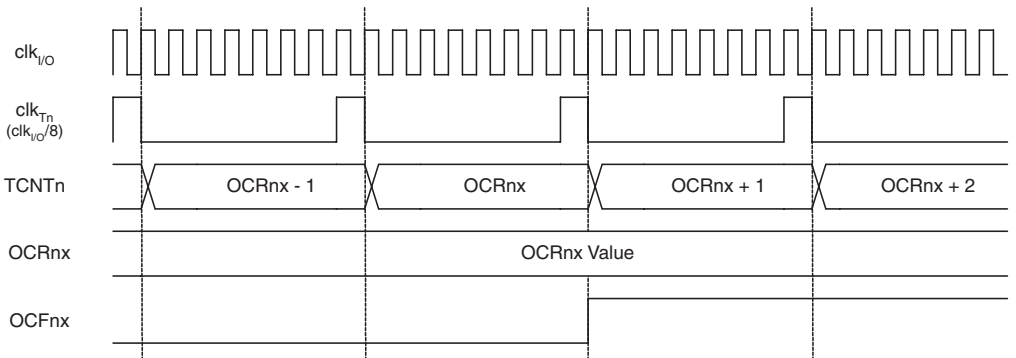 clkI/O
clkTn
(clkI/O/8)
TCNTn
OCRnx - 1
OCRnx
OCRnx + 1
OCRnx + 2
OCRnx
OCRnx Value
OCFnx